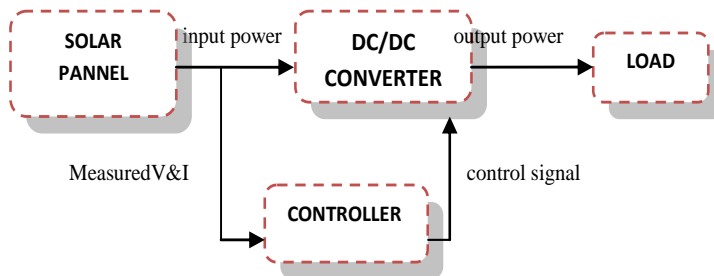 SOLAR
PANNEL
input power
DC/DC
CONVERTER
output power
LOAD
MeasuredV&I
CONTROLLER
control signal